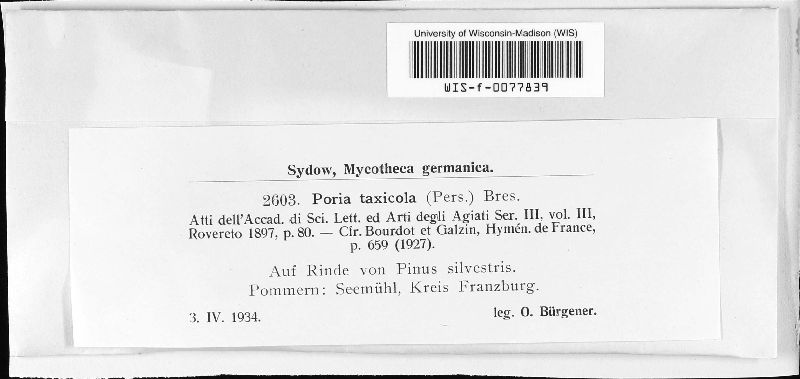 University of Wisconsin-Madison (WIS)
WIS-f-0077839
Sydow, Mycotheca germanica.
2603. Poria taxicola (Pers.) Bres.
Atti dell'Accad. di Sci. Lett. ed Arti degli Agiati Ser. III, vol. III,
Rovereto 1897, p. 80. — Cfr. Bourdot et Galzin, Hymén. de France,
p. 659 (1927).
Auf Rinde von Pinus silvestris.
Pommern: Seemühl, Kreis Franzburg.
3. IV. 1934. leg. O. Bürgener.